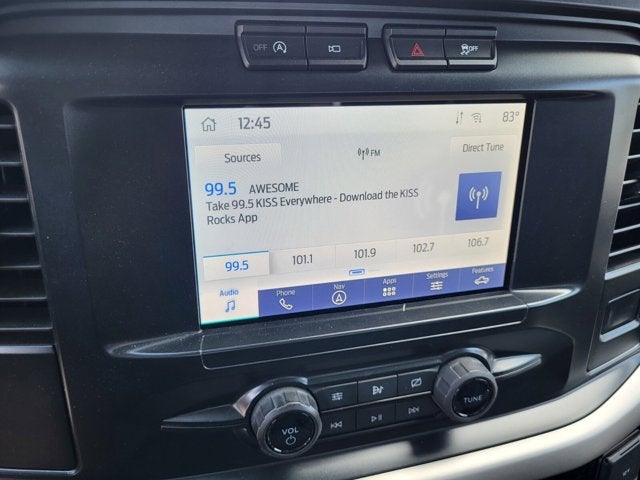 OFF A
OFF
12:45
83°
Sources
FM
Direct Tune
99.5 AWESOME
Take 99.5 KISS Everywhere - Download the KISS
Rocks App
99.5 101.1 101.9 102.7 106.7
Audio Phone Nav Apps Settings Features
VOL
TUNE